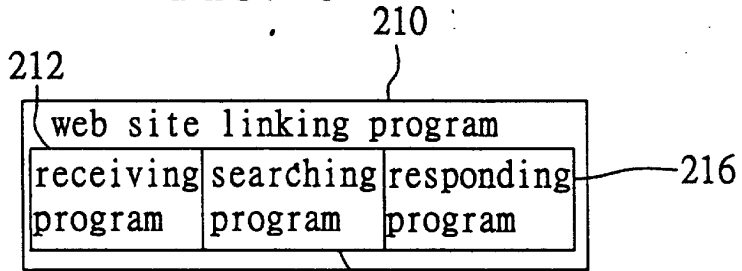 210
212
web site linking program
receiving searching responding
program program program
216